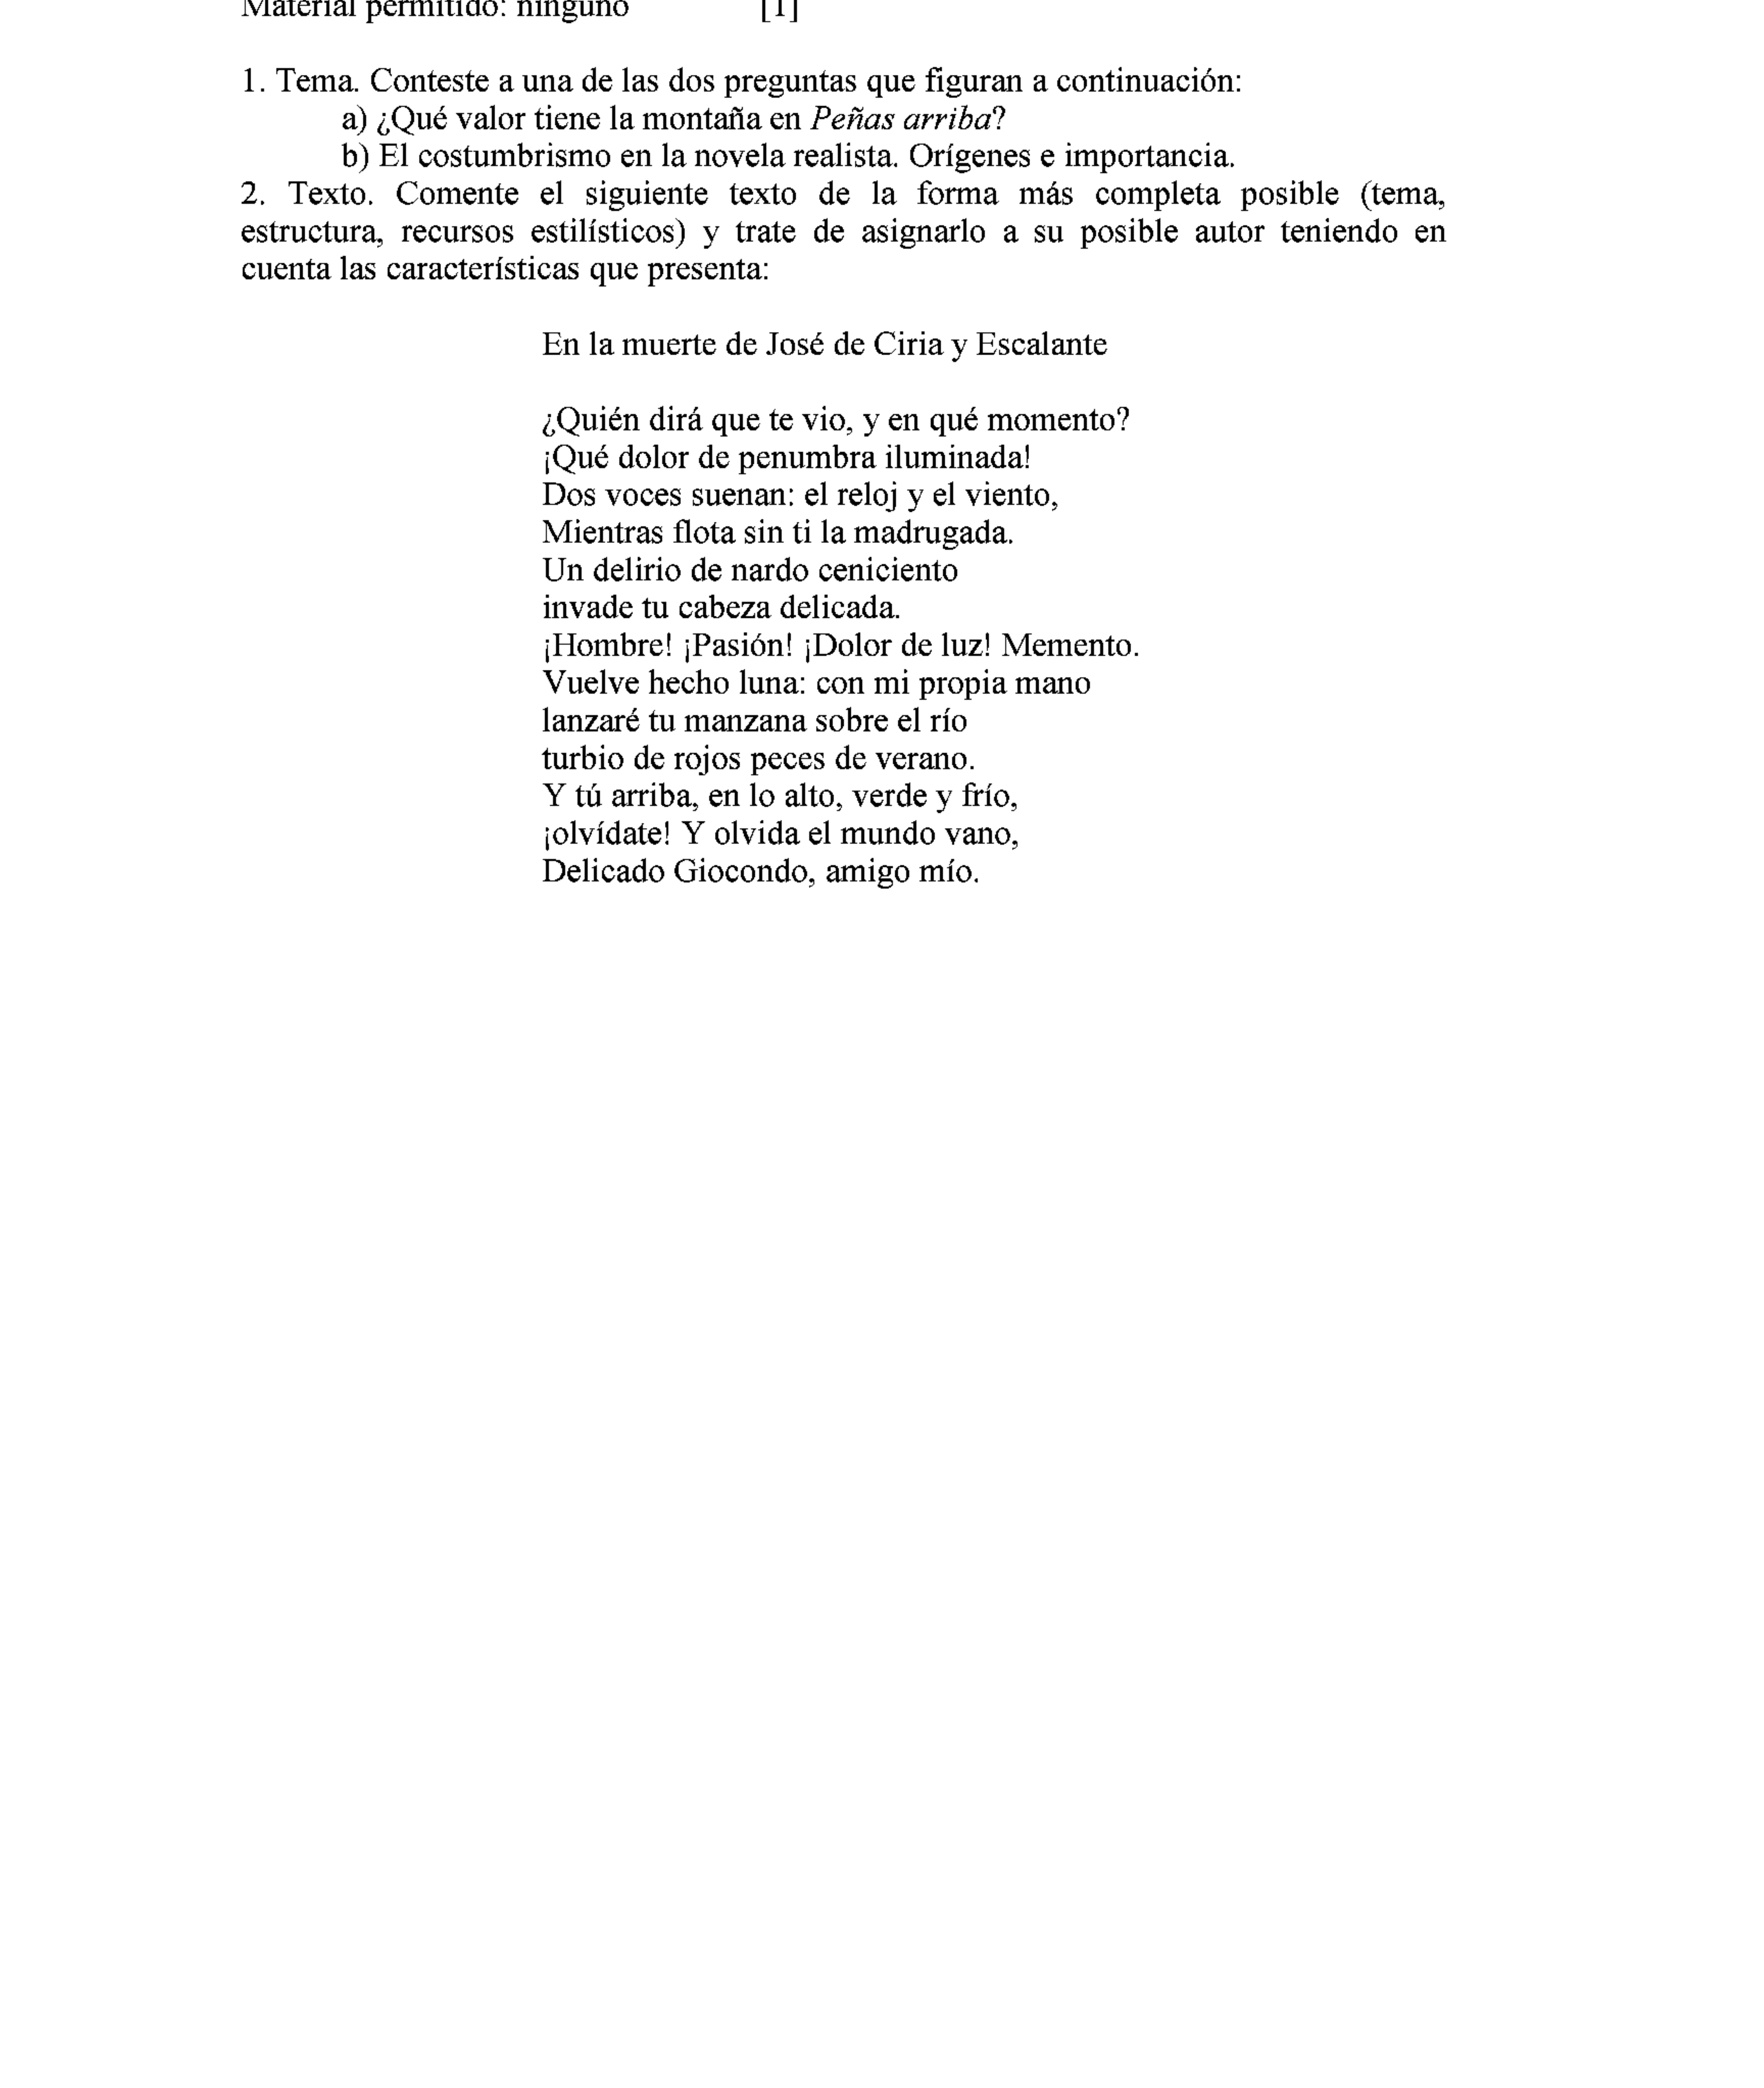 Material permitido: ninguno [1]
1. Tema. Conteste a una de las dos preguntas que figuran a continuación:
a) ¿Qué valor tiene la montaña en Peñas arriba?
b) El costumbrismo en la novela realista. Orígenes e importancia.
2. Texto. Comente el siguiente texto de la forma más completa posible (tema,
estructura, recursos estilísticos) y trate de asignarlo a su posible autor teniendo en
cuenta las características que presenta:
En la muerte de José de Ciria y Escalante
¿Quién dirá que te vio, y en qué momento?
¡Qué dolor de penumbra iluminada!
Dos voces suenan: el reloj y el viento,
Mientras flota sin ti la madrugada.
Un delirio de nardo ceniciento
invade tu cabeza delicada.
¡Hombre! ¡Pasión! ¡Dolor de luz! Memento.
Vuelve hecho luna: con mi propia mano
lanzaré tu manzana sobre el río
turbio de rojos peces de verano.
Y tú arriba, en lo alto, verde y frío,
¡olvídate! Y olvida el mundo vano,
Delicado Giocondo, amigo mío.